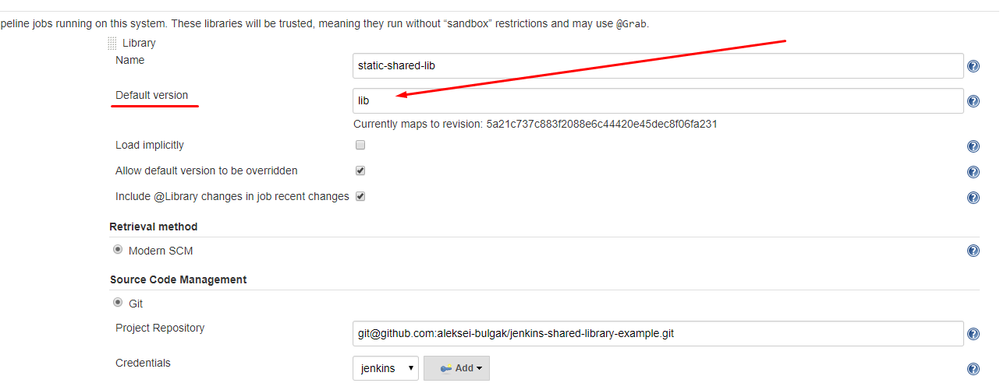 peline jobs running on this system. These libraries will be trusted, meaning they run without “sandbox” restrictions and may use @Grab.
Library
Name
static-shared-lib
Default version
lib
Currently maps to revision: 5a21c737c883f2088e6c44420e45dec8f06fa231
Load implicitly
Allow default version to be overridden
Include @Library changes in job recent changes
Retrieval method
Modern SCM
Source Code Management
Git
Project Repository
git@github.com:aleksei-bulgak/jenkins-shared-library-example.git
Credentials
jenkins
Add